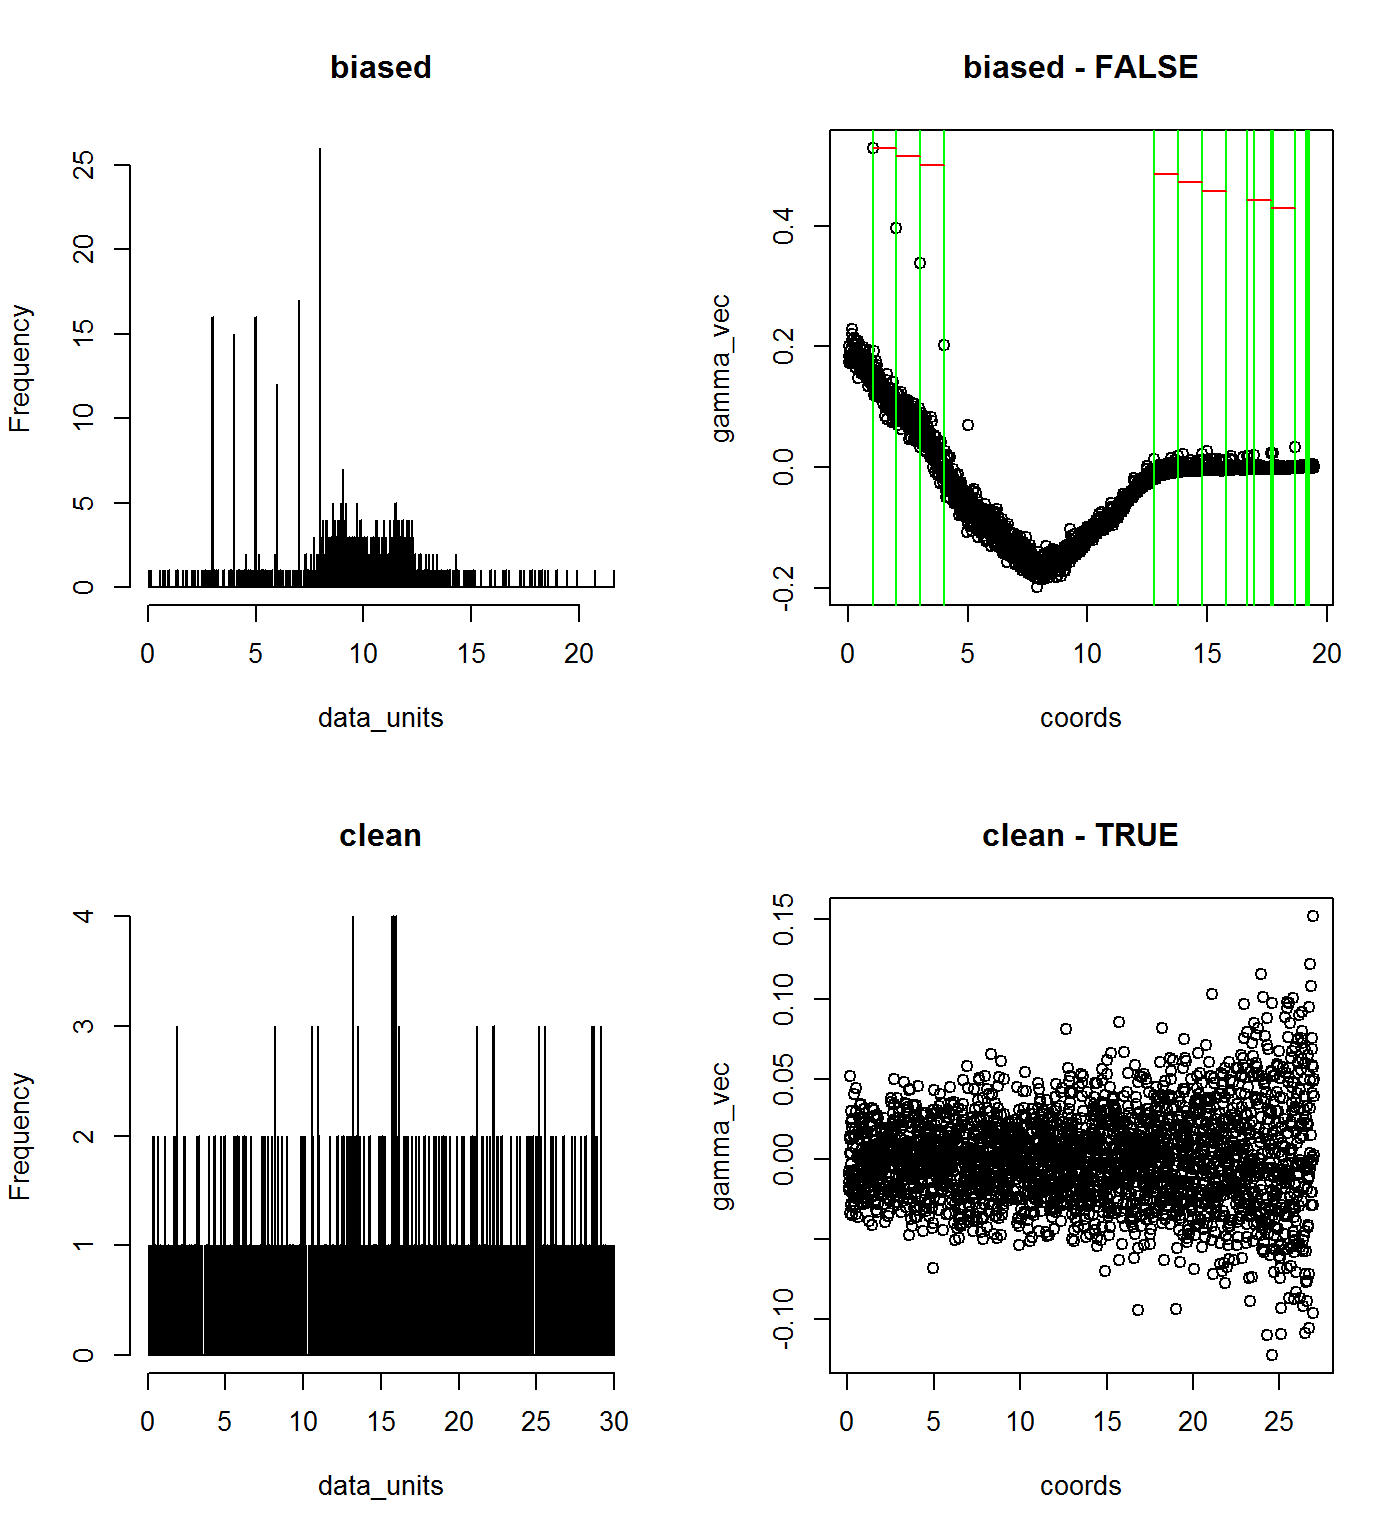 biased
Frequency
0 5 10 15 20 25
0 5 10 15 20
data_units
biased - FALSE
gamma_vec
-0.2 0.0 0.2 0.4
0 5 10 15 20
coords
clean
Frequency
0 1 2 3 4
0 5 10 15 20 25 30
data_units
clean - TRUE
gamma_vec
-0.10 0.00 0.05 0.10 0.15
0 5 10 15 20 25
coords